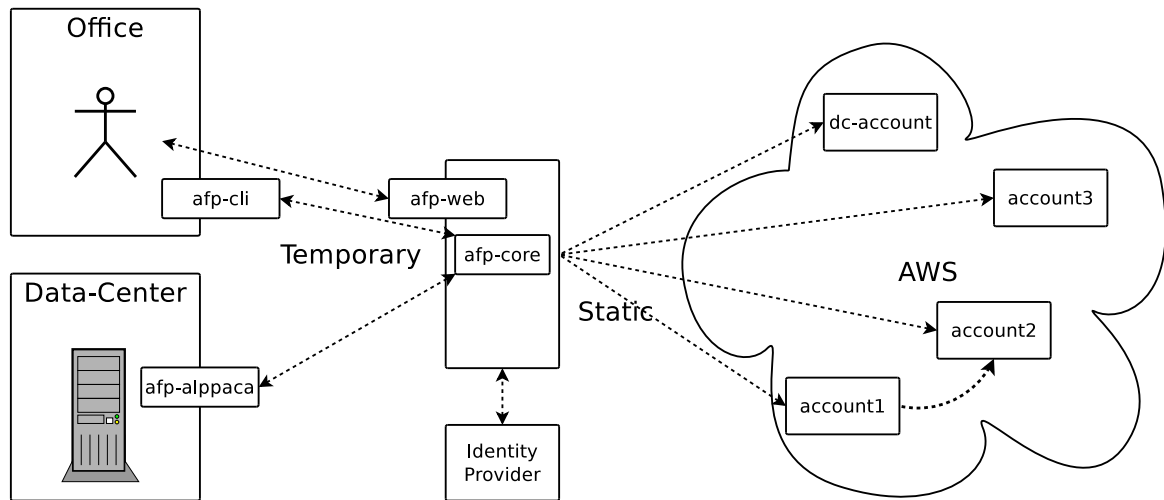 Office
dc-account
afp-cli
afp-web
account3
Temporary
afp-core
AWS
Data-Center
Static
account2
afp-alppaca
account1
Identity
Provider